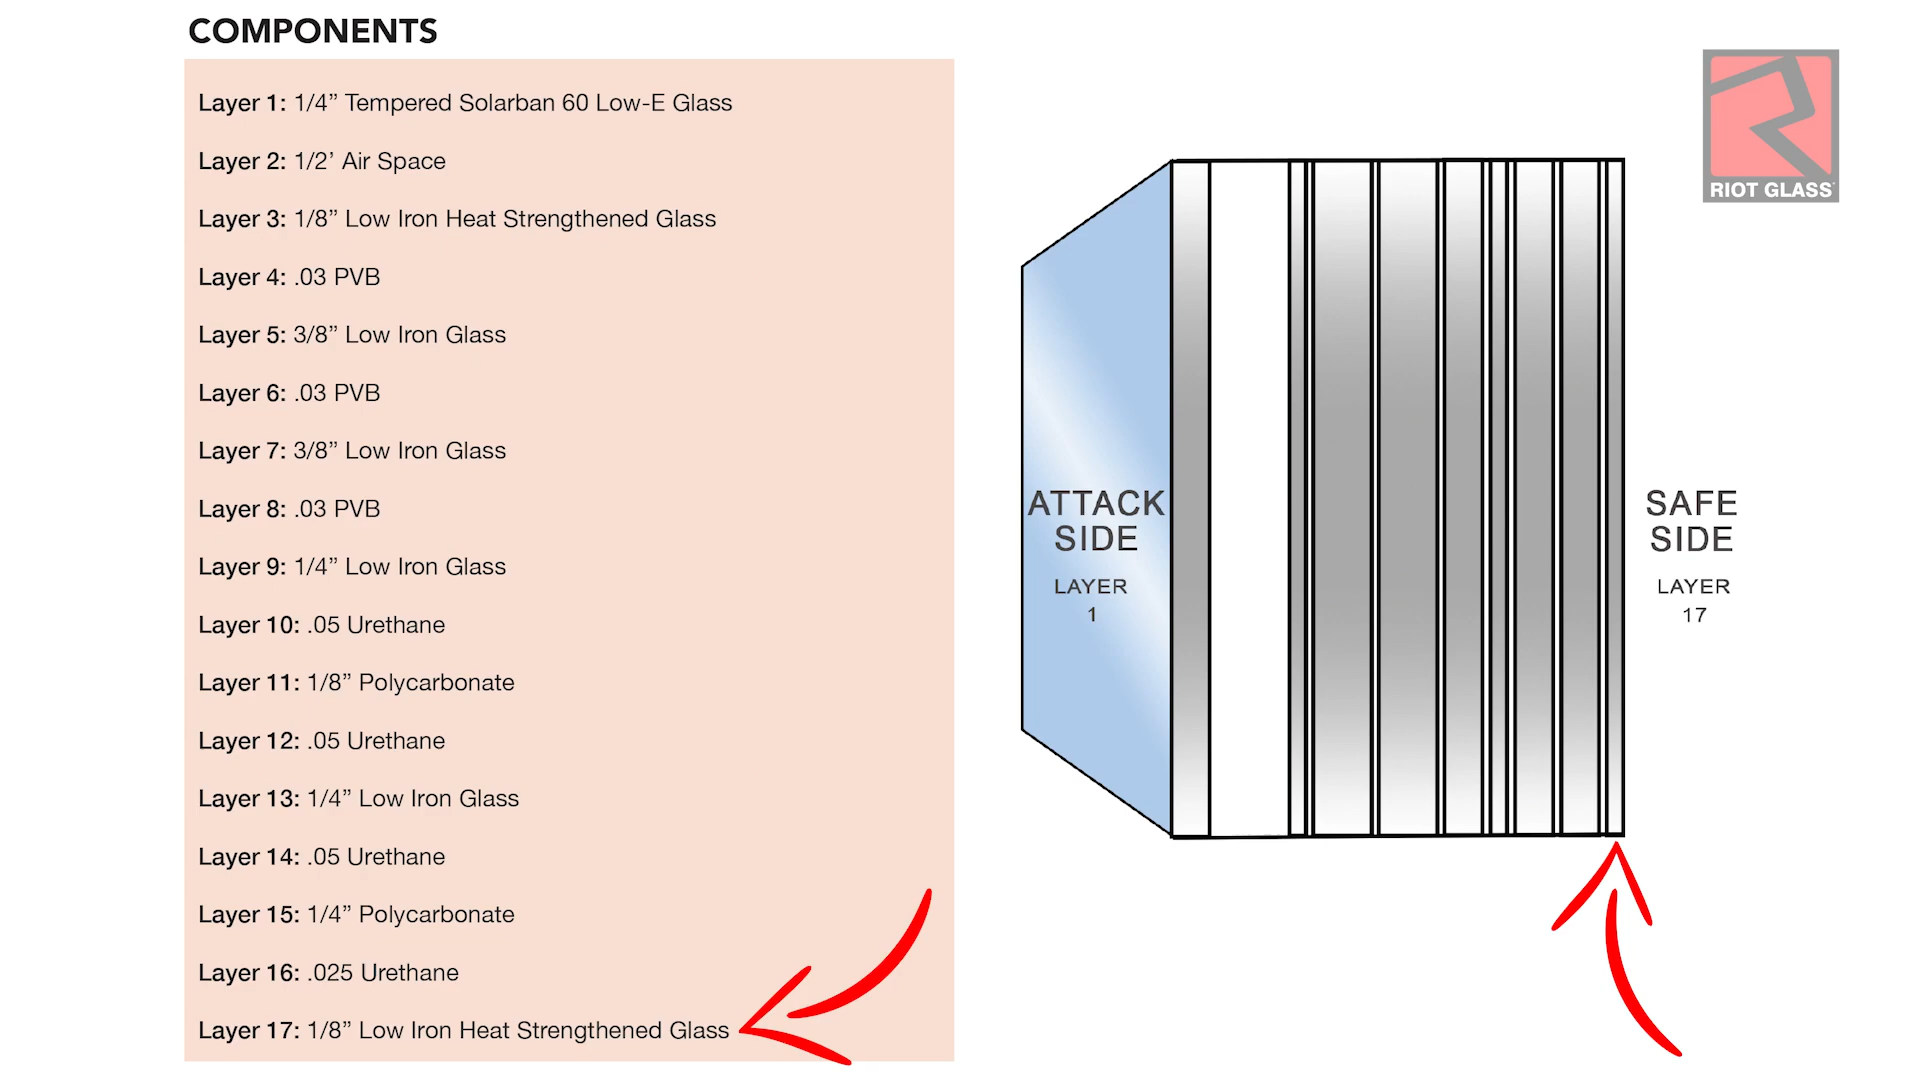 COMPONENTS
Layer 1: 1/4” Tempered Solarban 60 Low-E Glass
Layer 2: 1/2’ Air Space
Layer 3: 1/8” Low Iron Heat Strengthened Glass
Layer 4: .03 PVB
Layer 5: 3/8” Low Iron Glass
Layer 6: .03 PVB
Layer 7: 3/8” Low Iron Glass
Layer 8: .03 PVB
Layer 9: 1/4” Low Iron Glass
Layer 10: .05 Urethane
Layer 11: 1/8” Polycarbonate
Layer 12: .05 Urethane
Layer 13: 1/4” Low Iron Glass
Layer 14: .05 Urethane
Layer 15: 1/4” Polycarbonate
Layer 16: .025 Urethane
Layer 17: 1/8” Low Iron Heat Strengthened Glass
ATTACK
SIDE
LAYER
1
SAFE
SIDE
LAYER
17
RIOT GLASS